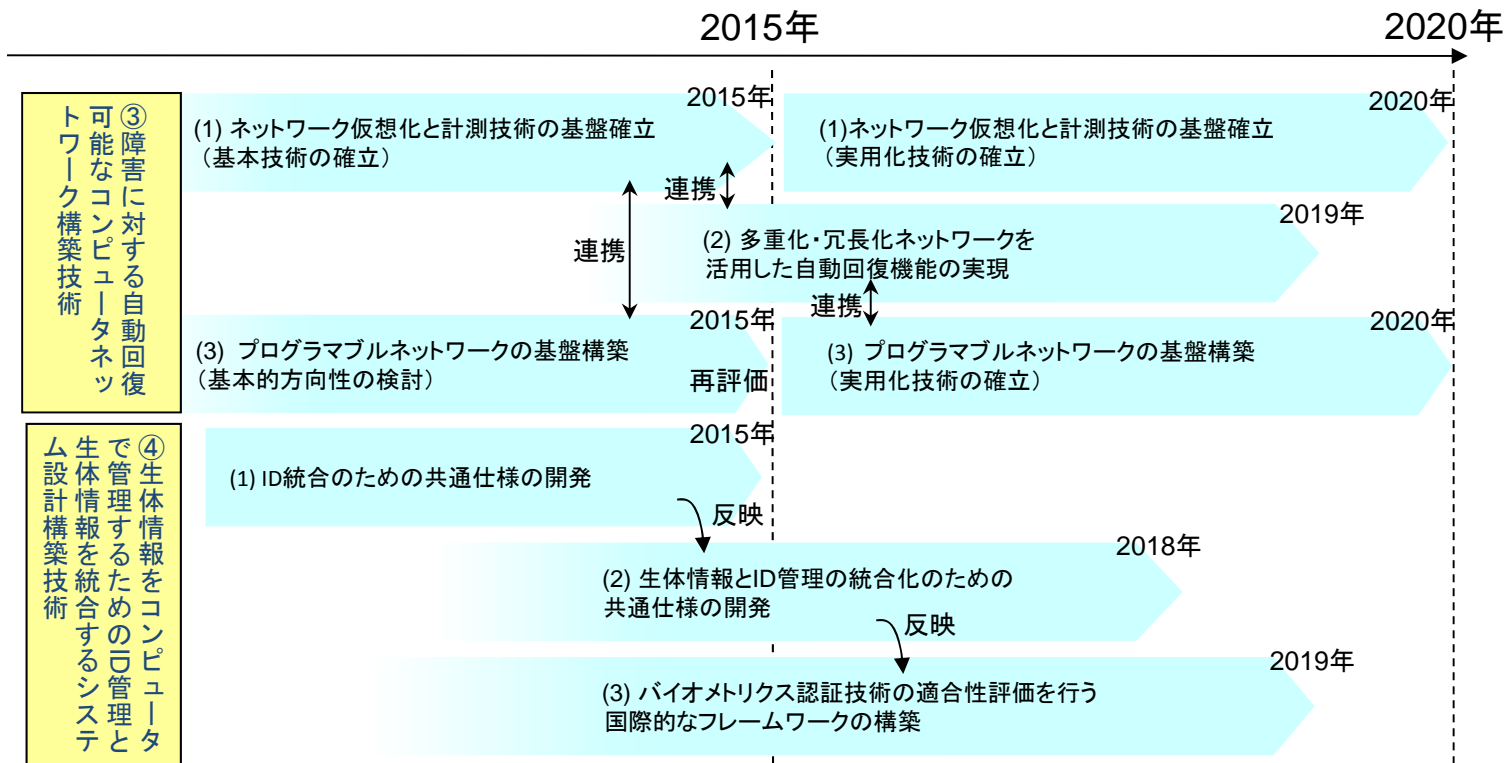 2015年
2020年
③障害に対する自動回復
可能なコンピュータネッ
トワーク構築技術
2015年
(1) ネットワーク仮想化と計測技術の基盤確立
（基本技術の確立）
2020年
(1)ネットワーク仮想化と計測技術の基盤確立
（実用化技術の確立）
連携
連携
2019年
(2) 多重化・冗長化ネットワークを
活用した自動回復機能の実現
連携
2015年
(3) プログラマブルネットワークの基盤構築
（基本的方向性の検討）
再評価
2020年
(3) プログラマブルネットワークの基盤構築
（実用化技術の確立）
④生体情報をコンピュータ
で管理するためのID管理と
生体情報を統合するシステ
ム設計構築技術
2015年
(1) ID統合のための共通仕様の開発
反映
2018年
(2) 生体情報とID管理の統合化のための
共通仕様の開発
反映
2019年
(3) バイオメトリクス認証技術の適合性評価を行う
国際的なフレームワークの構築